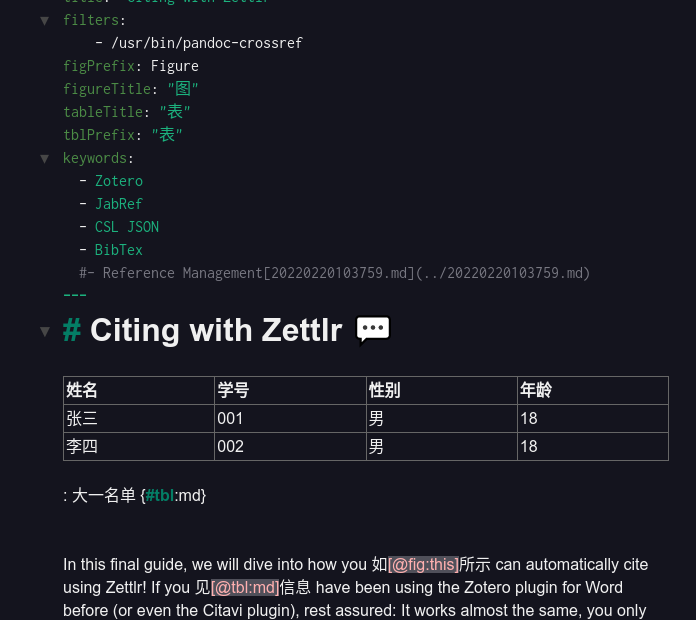 title: "Citing with Zettlr"
filters:
- /usr/bin/pandoc-crossref
figPrefix: Figure
figureTitle: "图"
tableTitle: "表"
tblPrefix: "表"
keywords:
- Zotero
- JabRef
- CSL JSON
- BibTex
#- Reference Management[20220220103759.md](../20220220103759.md)
---
# Citing with Zettlr 💬
姓名 学号 性别 年龄
张三 001 男 18
李四 002 男 18
: 大一名单 {#tbl:md}
In this final guide, we will dive into how you 如[@fig:this]所示 can automatically cite
using Zettlr! If you 见[@tbl:md]信息 have been using the Zotero plugin for Word
before (or even the Citavi plugin), rest assured: It works almost the same, you only